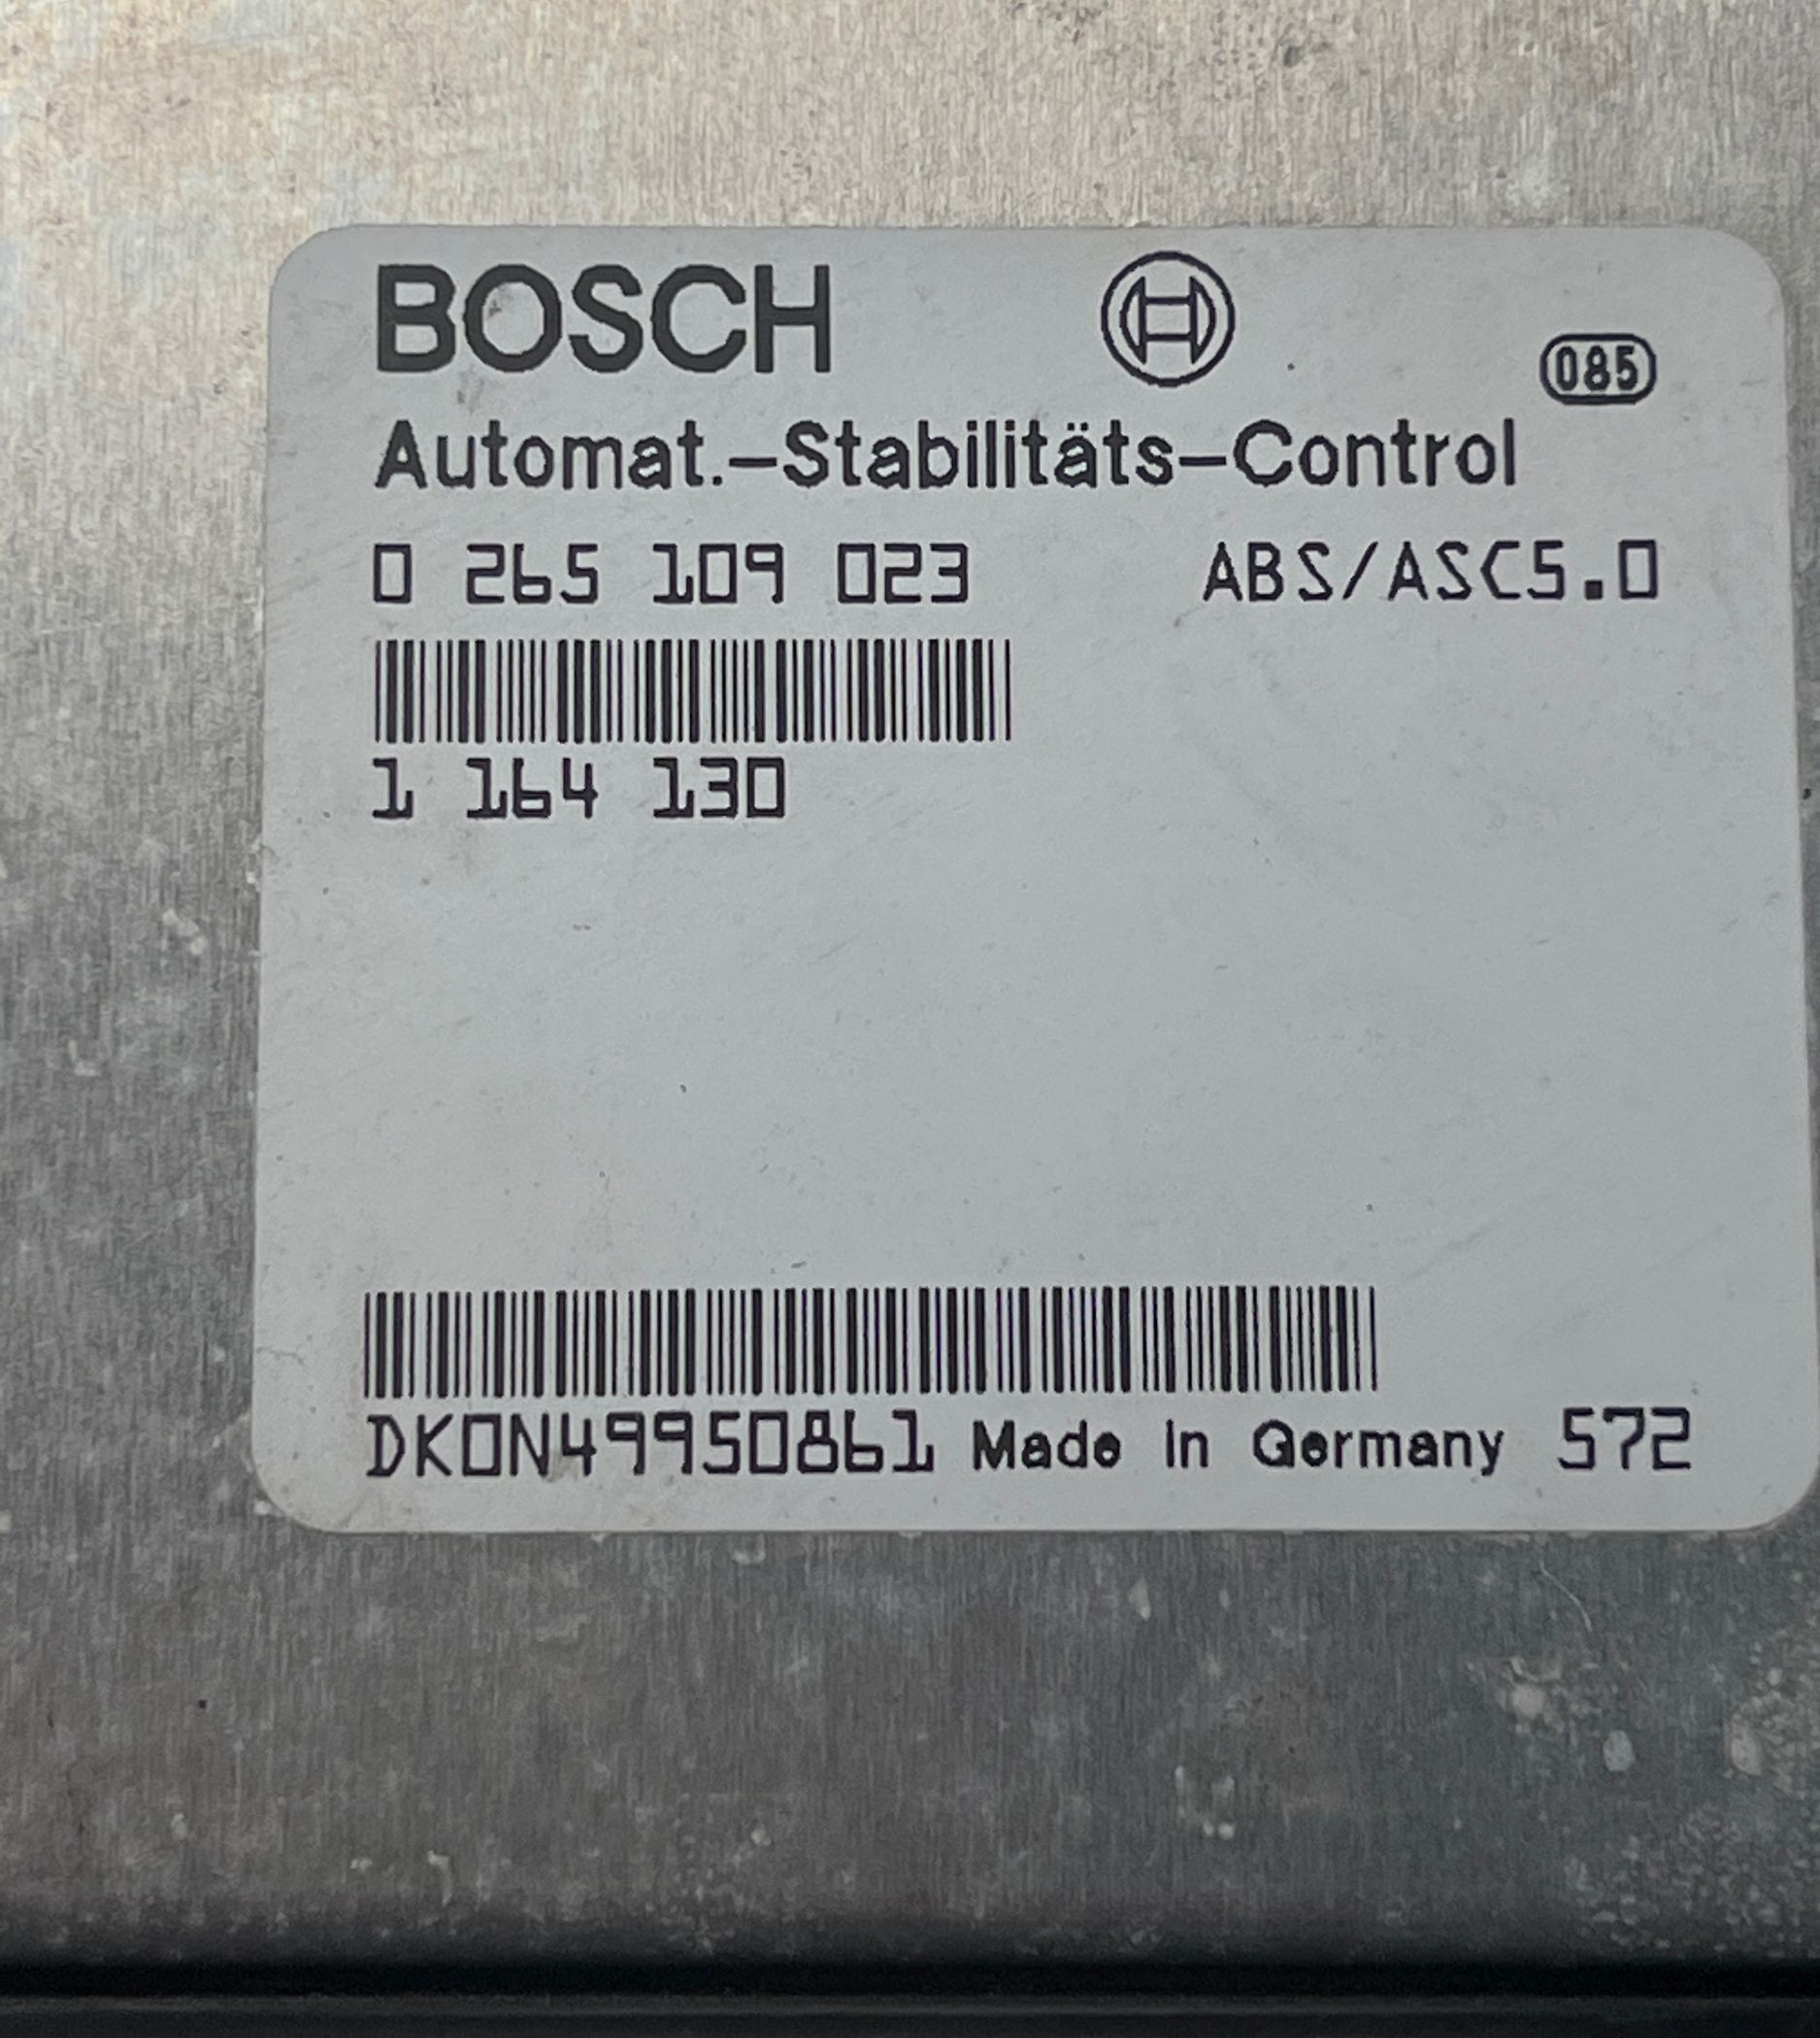 BOSCH
085
Automat.-Stabilitäts-Control
0 265 109 023 ABS/ASC5.0
1 164 130
DK0N49950861 Made in Germany 572